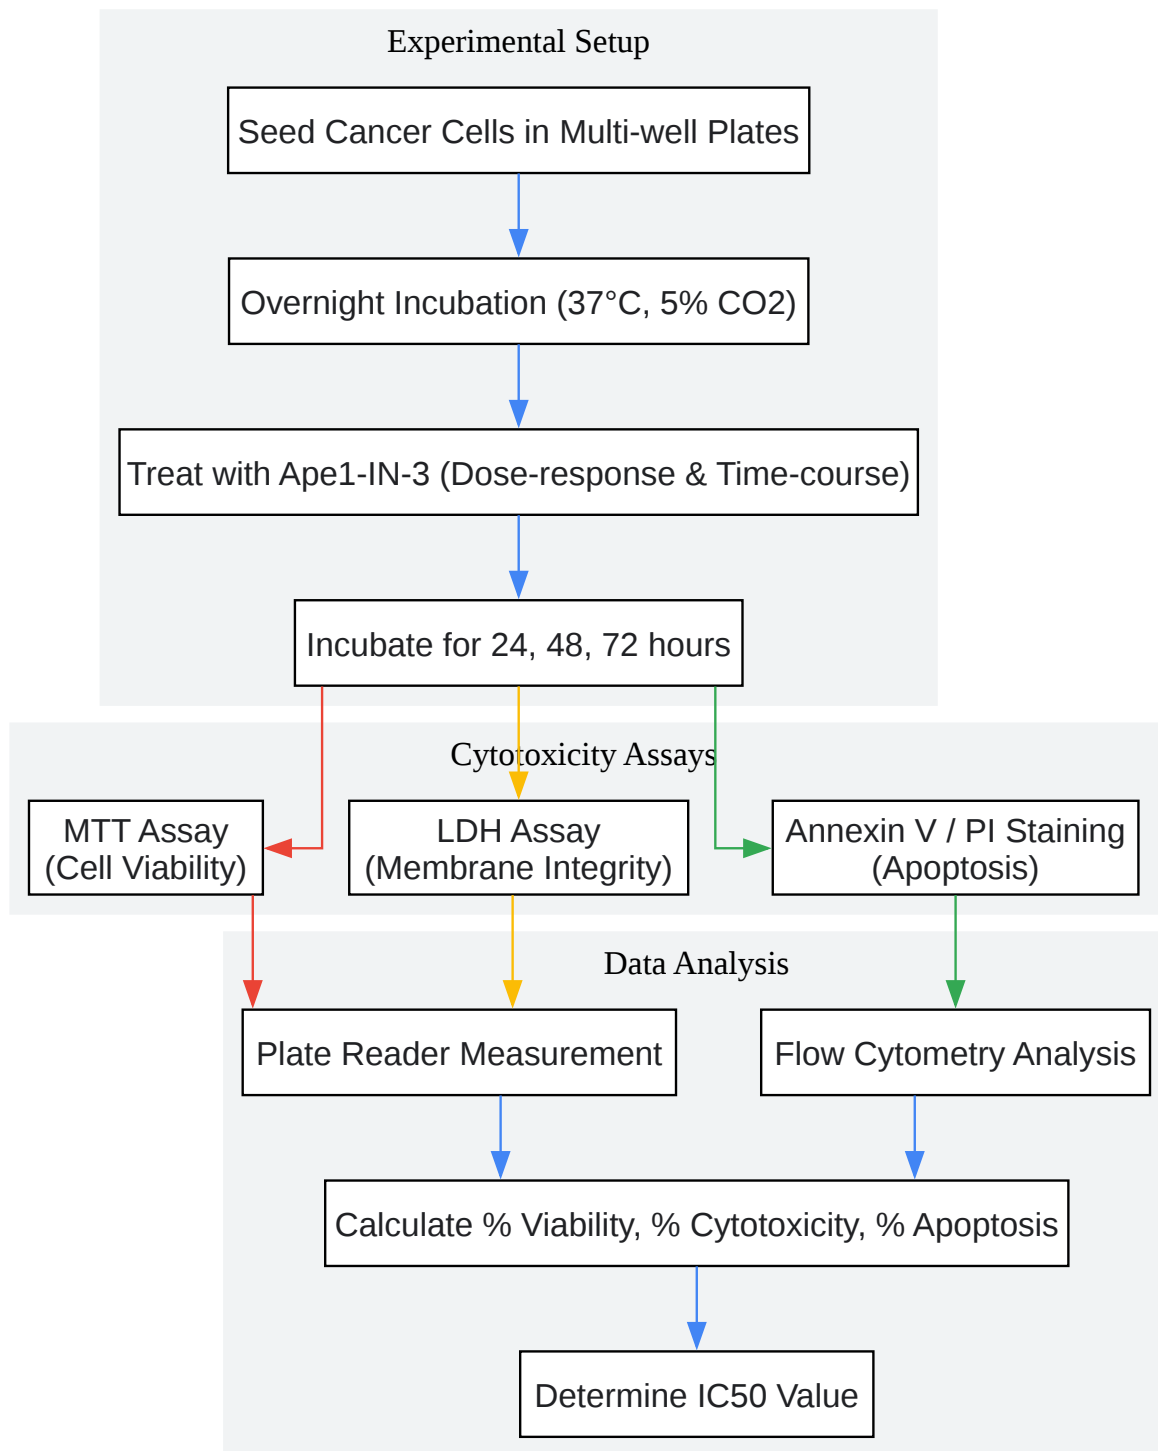 Experimental Setup
Seed Cancer Cells in Multi-well Plates
Overnight Incubation (37°C, 5% CO2)
Treat with Ape1-IN-3 (Dose-response & Time-course)
Incubate for 24, 48, 72 hours
Cytotoxicity Assays
MTT Assay
(Cell Viability)
LDH Assay
(Membrane Integrity)
Annexin V / PI Staining
(Apoptosis)
Data Analysis
Plate Reader Measurement
Flow Cytometry Analysis
Calculate % Viability, % Cytotoxicity, % Apoptosis
Determine IC50 Value